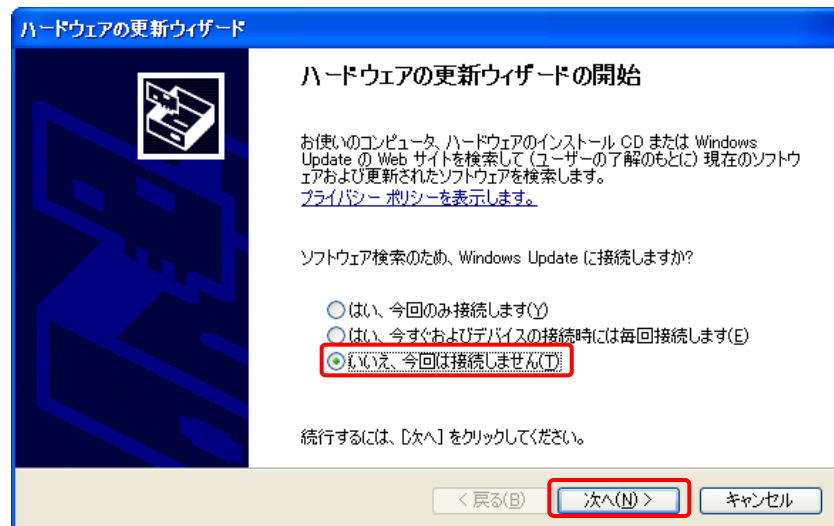 ハードウェアの更新ウィザード
ハードウェアの更新ウィザードの開始
お使いのコンピュータ、ハードウェアのインストール CD または Windows
Update の Web サイトを検索して (ユーザーの了解のもとに) 現在のソフトウ
ェアおよび更新されたソフトウェアを検索します。
プライバシー ポリシーを表示します。
ソフトウェア検索のため、Windows Update に接続しますか?
はい、今回のみ接続します(Y)
はい、今すぐおよびデバイスの接続時には毎回接続します(E)
いいえ、今回は接続しません(T)
続行するには、[次へ] をクリックしてください。
< 戻る(B) 次へ(N) > キャンセル